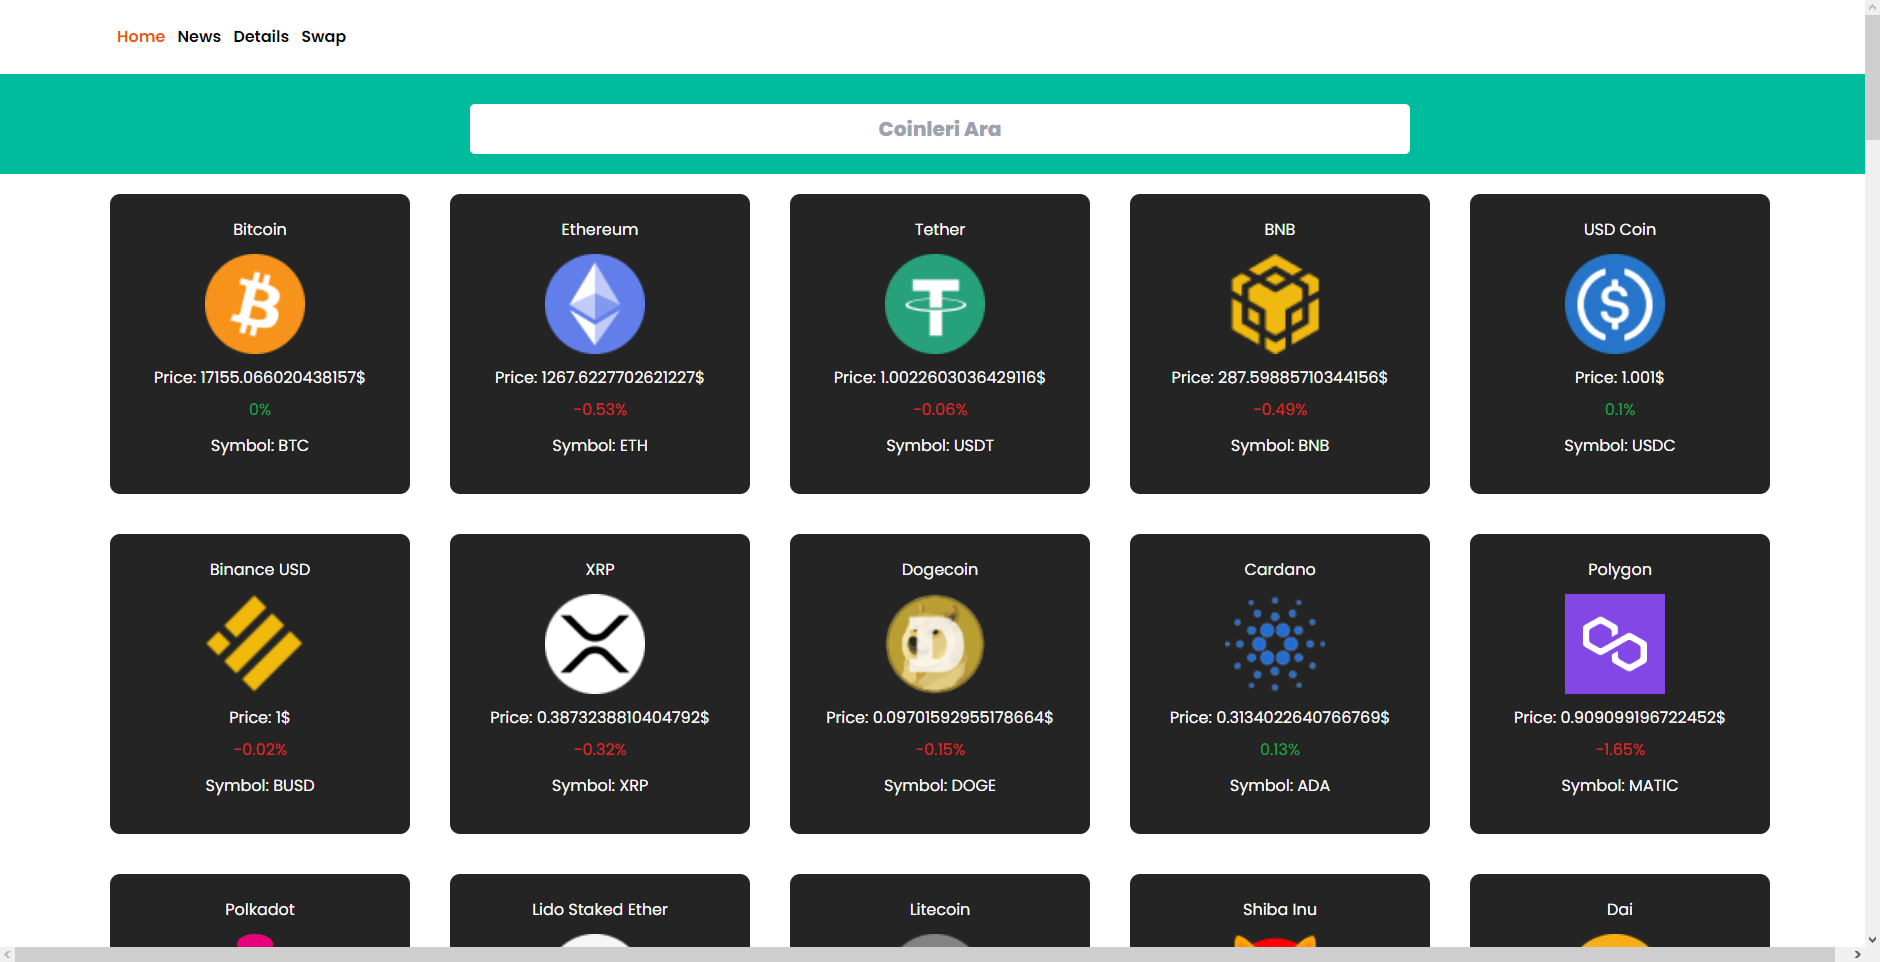 Home News Details Swap
Coinleri Ara
Bitcoin
Price: 17155.066020438157$
0%
Symbol: BTC
Ethereum
Price: 1267.6227702621227$
-0.53%
Symbol: ETH
Tether
Price: 1.0022603036429116$
-0.06%
Symbol: USDT
BNB
Price: 287.59885710344156$
-0.49%
Symbol: BNB
USD Coin
Price: 1.001$
0.1%
Symbol: USDC
Binance USD
Price: 1$
-0.02%
Symbol: BUSD
XRP
Price: 0.3873238810404792$
-0.32%
Symbol: XRP
Dogecoin
Price: 0.09701592955178664$
-0.15%
Symbol: DOGE
Cardano
Price: 0.3134022640766769$
0.13%
Symbol: ADA
Polygon
Price: 0.909099196722452$
-1.65%
Symbol: MATIC
Polkadot
Lido Staked Ether
Litecoin
Shiba Inu
Dai